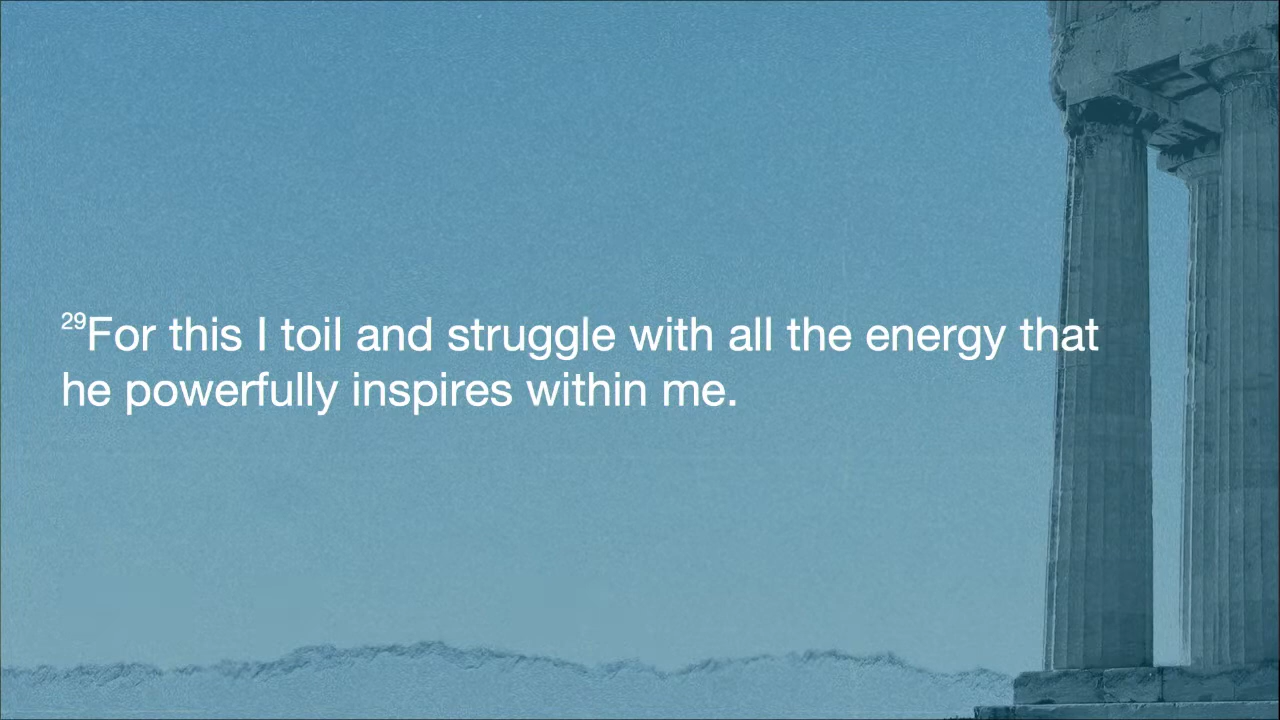 29For this I toil and struggle with all the energy that
he powerfully inspires within me.